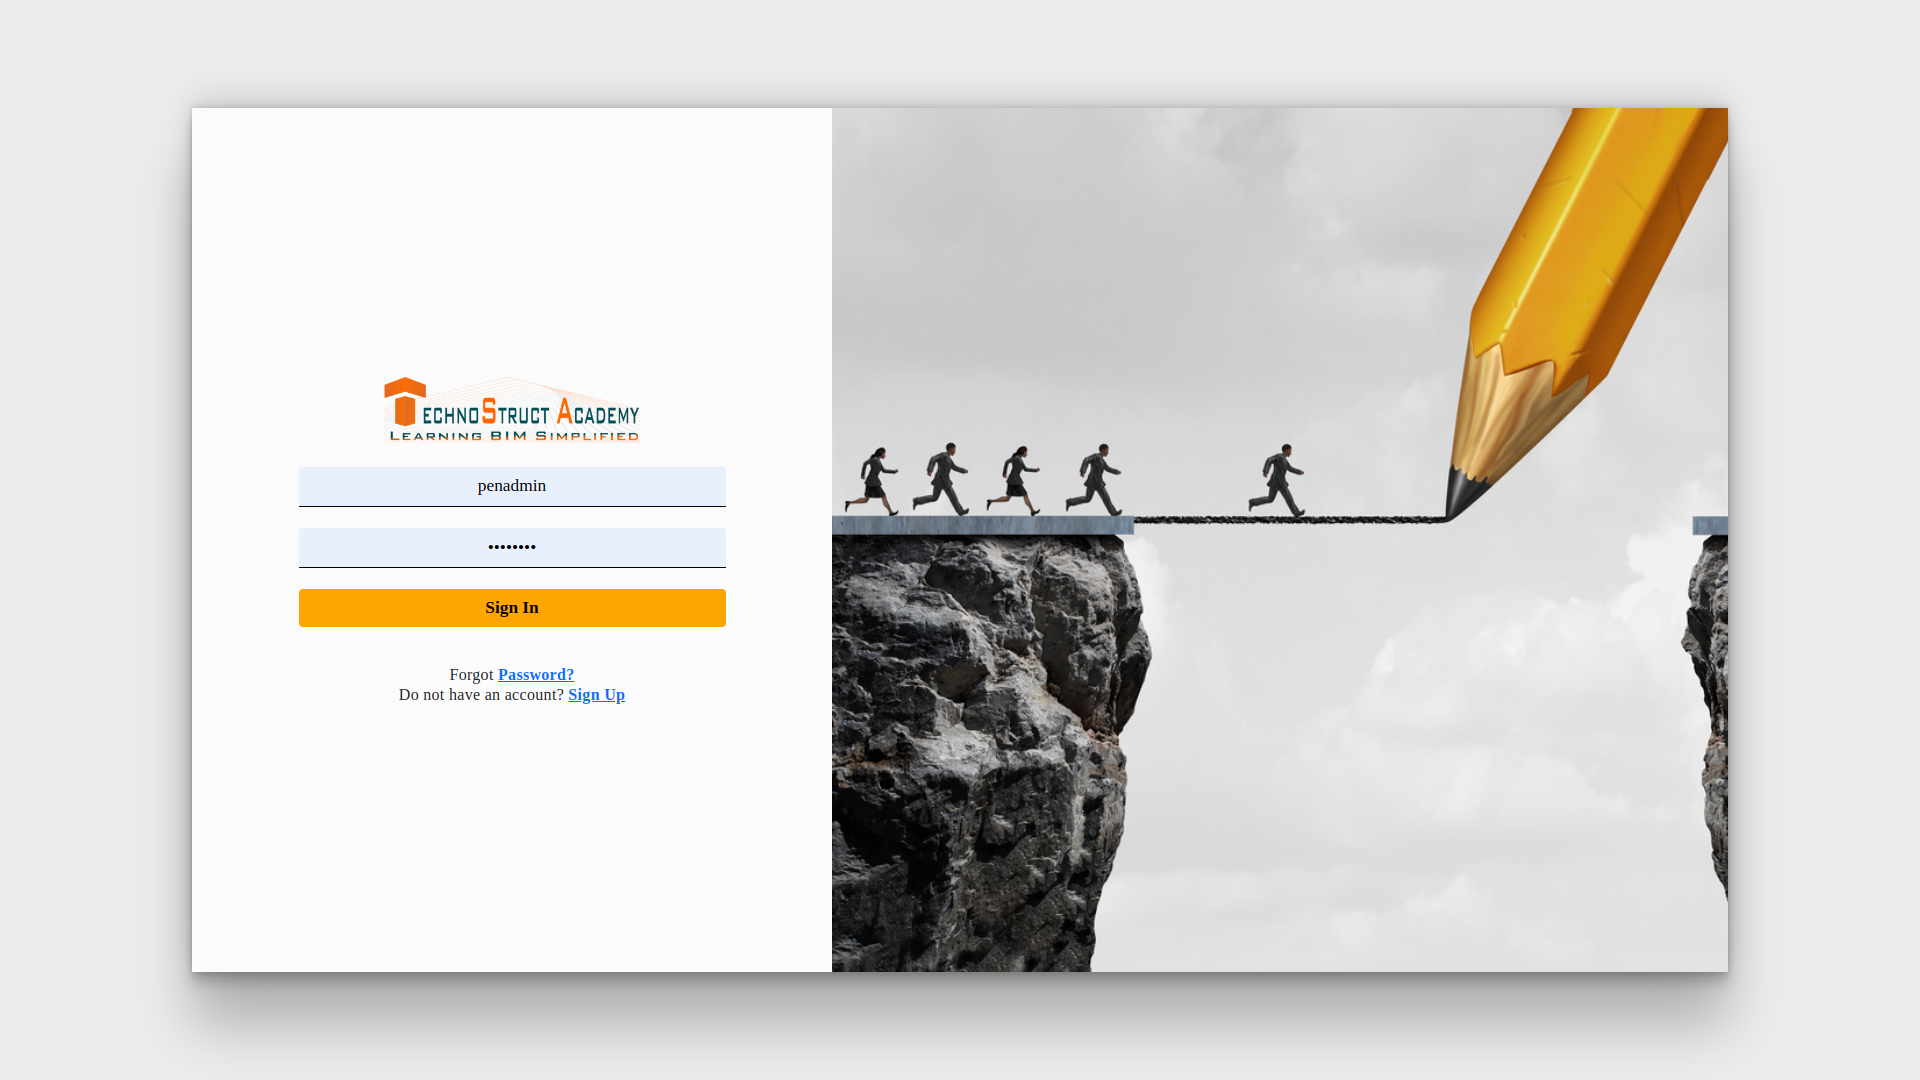 TECHNOSTRUCT ACADEMY
LEARNING BIM SIMPLIFIED
penadmin
••••••••
Sign In
Forgot Password?
Do not have an account? Sign Up